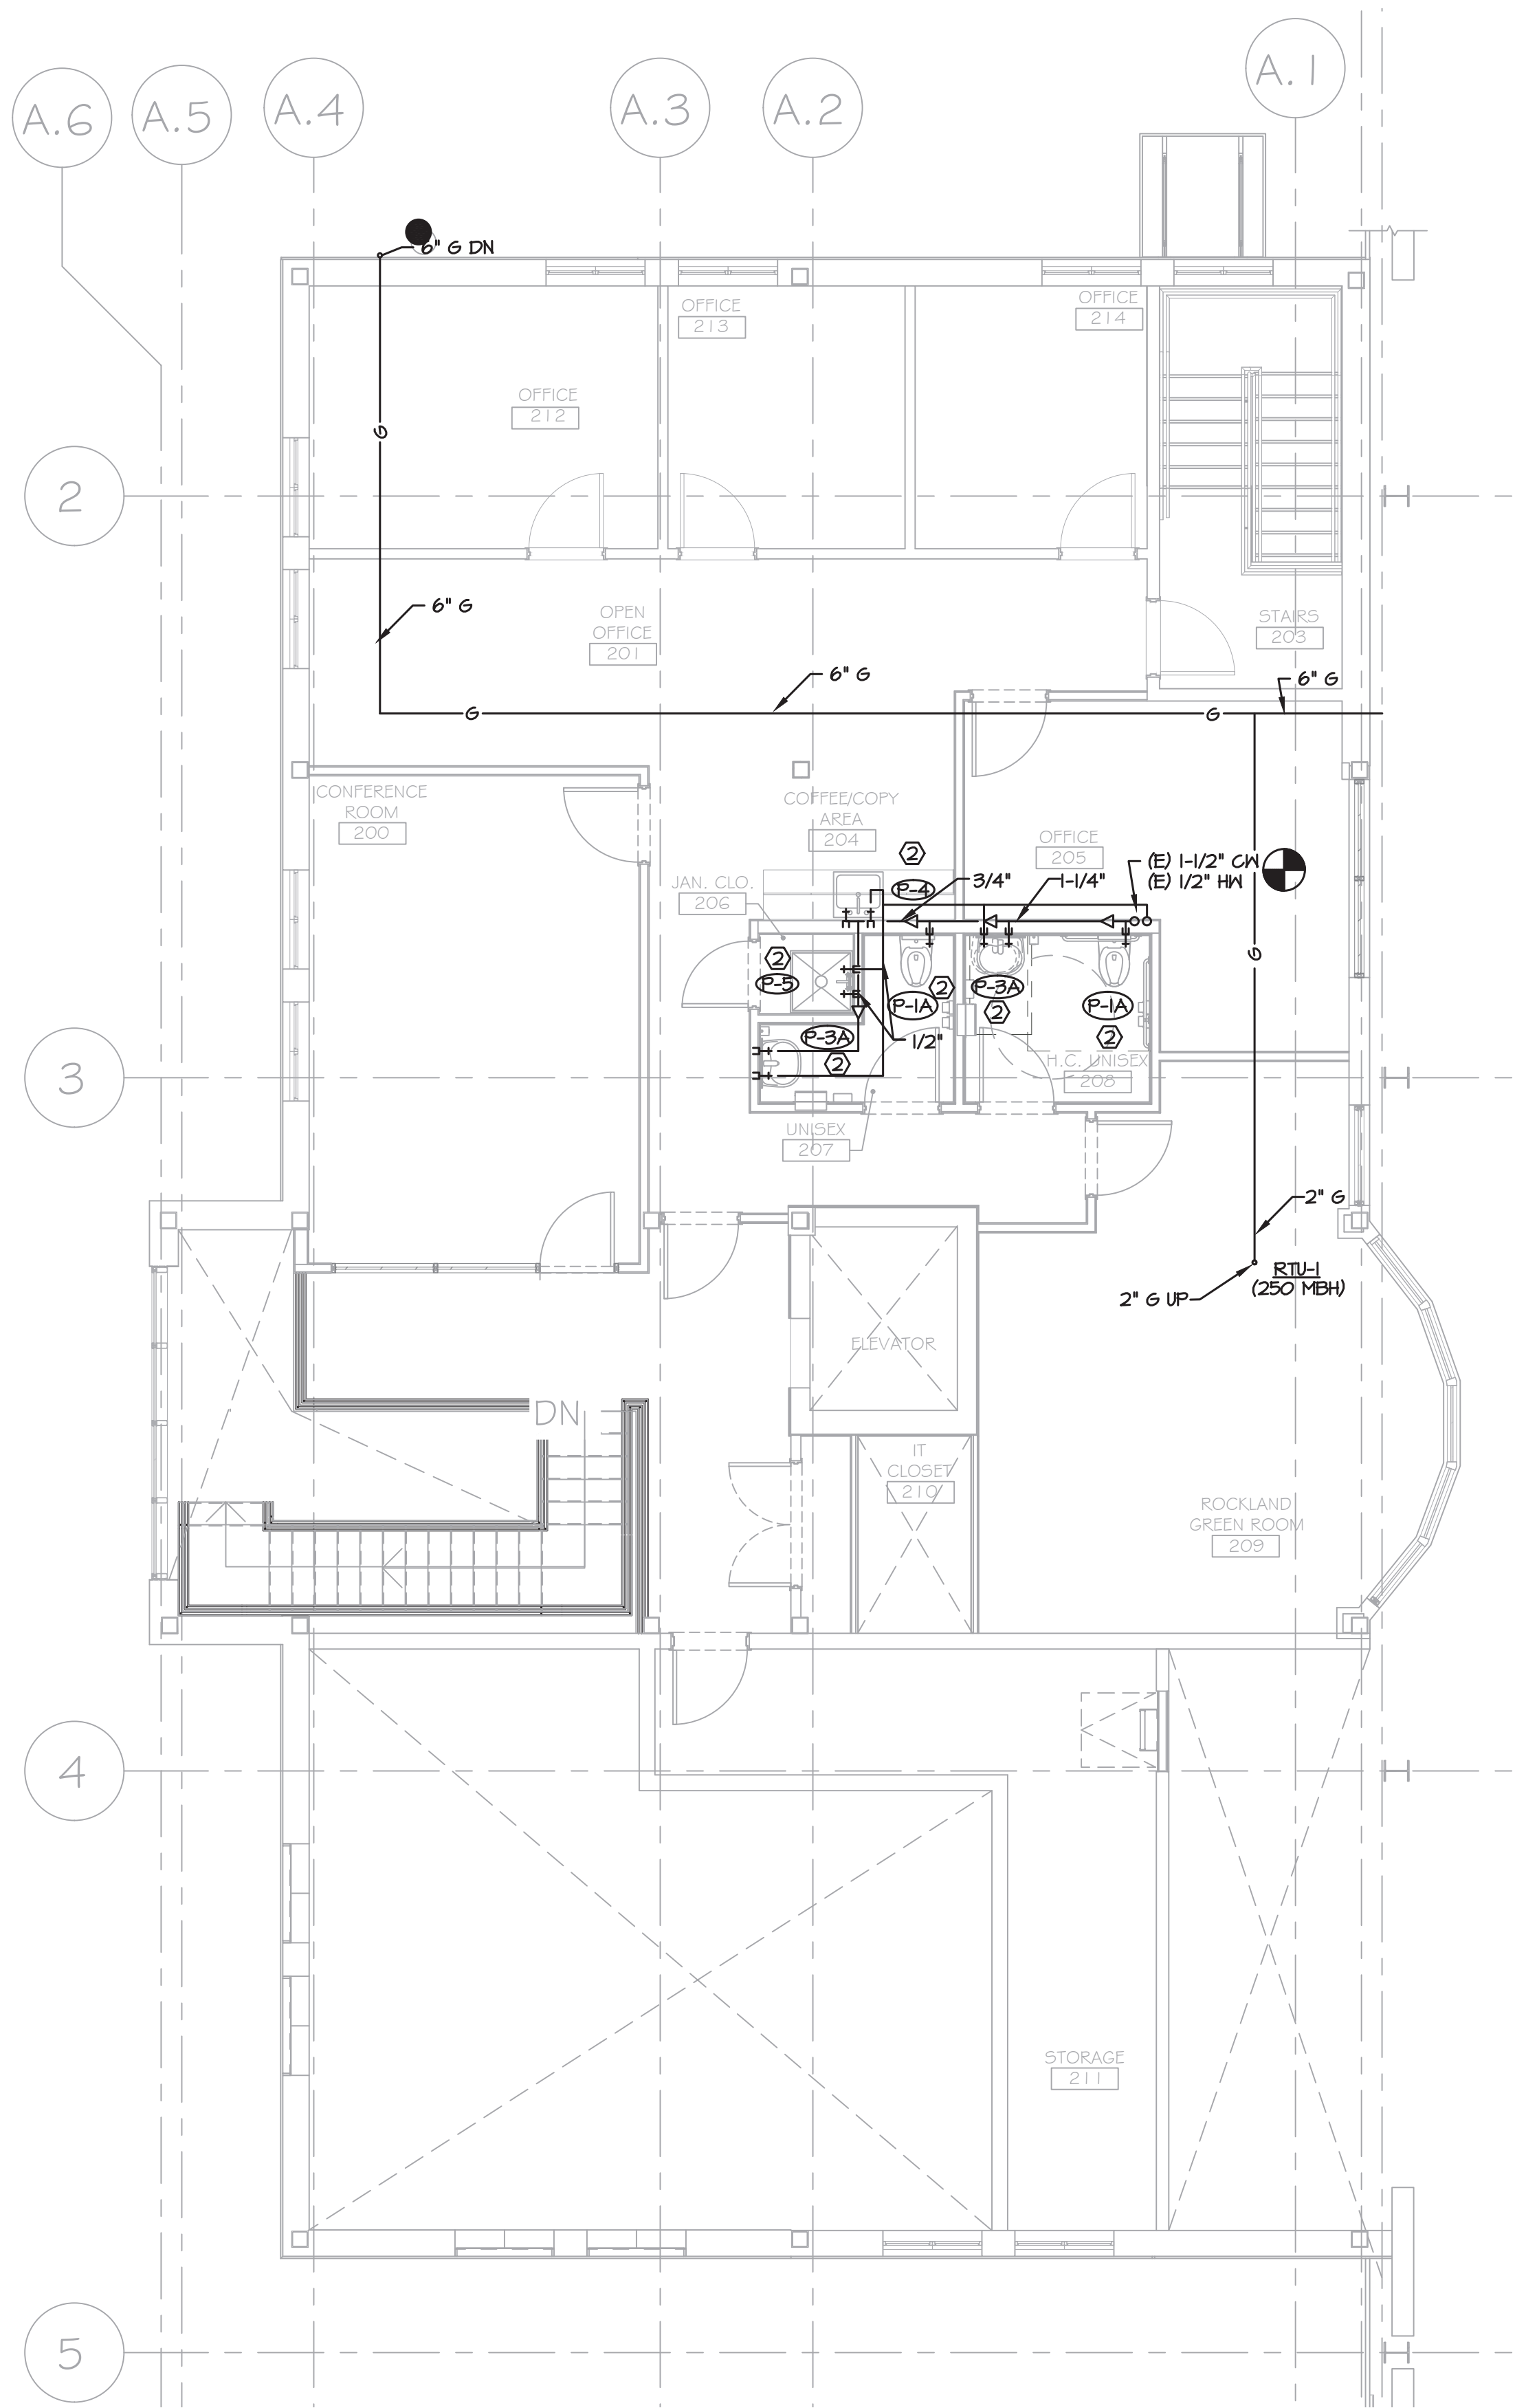 A.6
A.5
A.4
A.3
A.2
A.1
6" G DN
OFFICE
213
OFFICE
214
OFFICE
212
G
2
6" G
OPEN
OFFICE
201
STAIRS
203
6" G
6" G
G
G
CONFERENCE
ROOM
200
COFFEE/COPY
AREA
204
OFFICE
205
2
(E) 1-1/2" CW
(E) 1/2" HW
JAN. CLO.
206
P-4
3/4"
1-1/4"
G
2
P-5
P-1A
2
P-3A
2
P-1A
2
P-3A
2
1/2"
3
H.C. UNISEX
208
UNISEX
207
2" G
RTU-1
(250 MBH)
2" G UP
ELEVATOR
DN
IT
CLOSET
210
ROCKLAND
GREEN ROOM
209
4
STORAGE
211
5